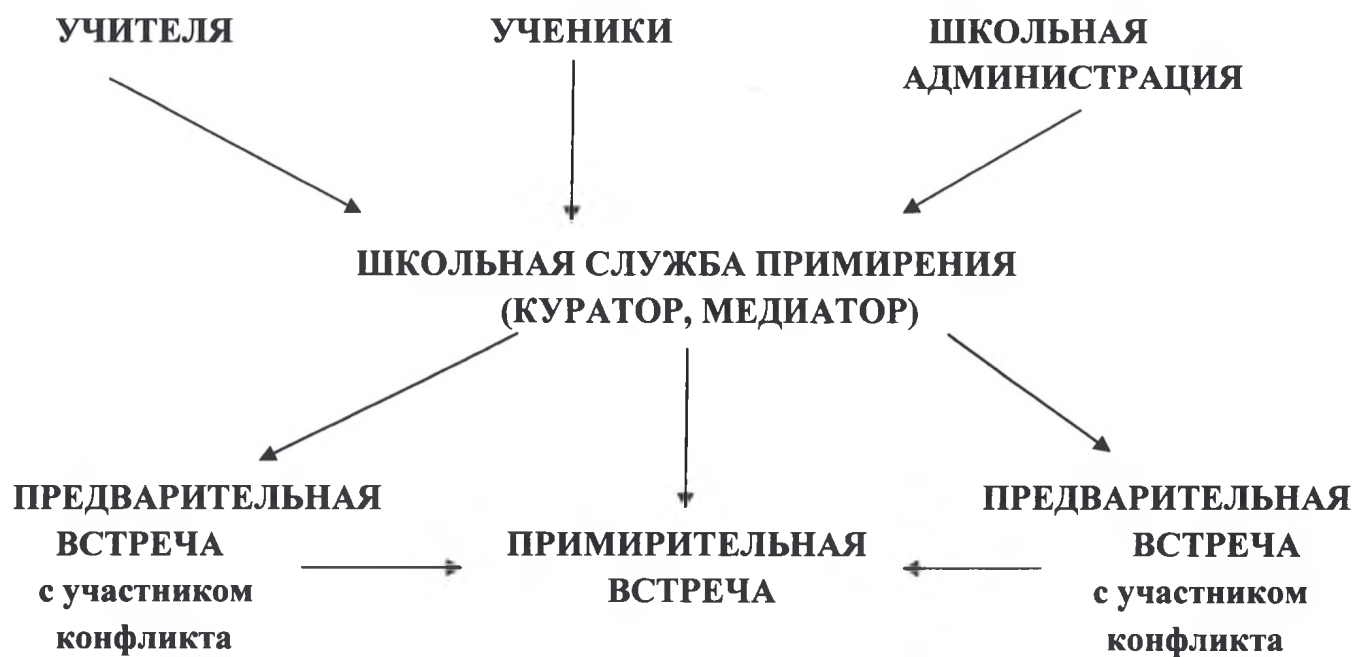 УЧИТЕЛЯ
УЧЕНИКИ
ШКОЛЬНАЯ
АДМИНИСТРАЦИЯ
ШКОЛЬНАЯ СЛУЖБА ПРИМИРЕНИЯ
(КУРАТОР, МЕДИАТОР)
ПРЕДВАРИТЕЛЬНАЯ
ВСТРЕЧА
с участником
конфликта
ПРИМИРИТЕЛЬНАЯ
ВСТРЕЧА
ПРЕДВАРИТЕЛЬНАЯ
ВСТРЕЧА
с участником
конфликта